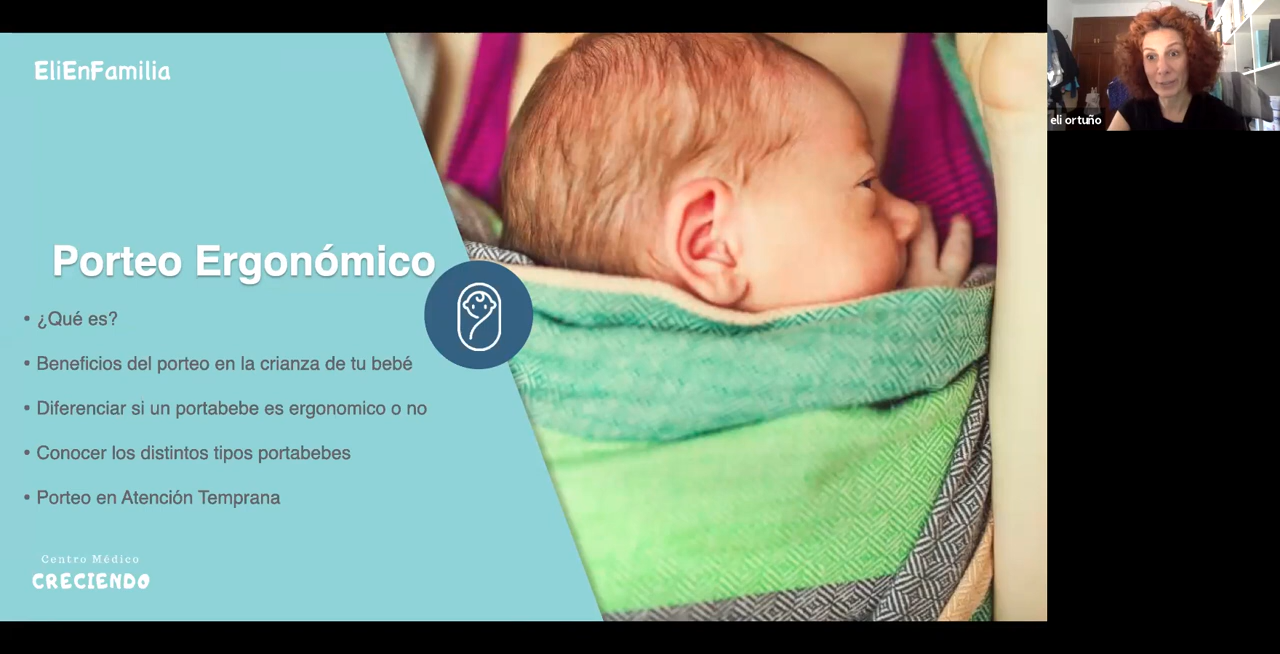 EliEnFamilia
Porteo Ergonómico
• ¿Qué es?
• Beneficios del porteo en la crianza de tu bebé
• Diferenciar si un portabebe es ergonomico o no
• Conocer los distintos tipos portabebes
• Porteo en Atención Temprana
Centro Médico
CRECIENDO
eli ortuño